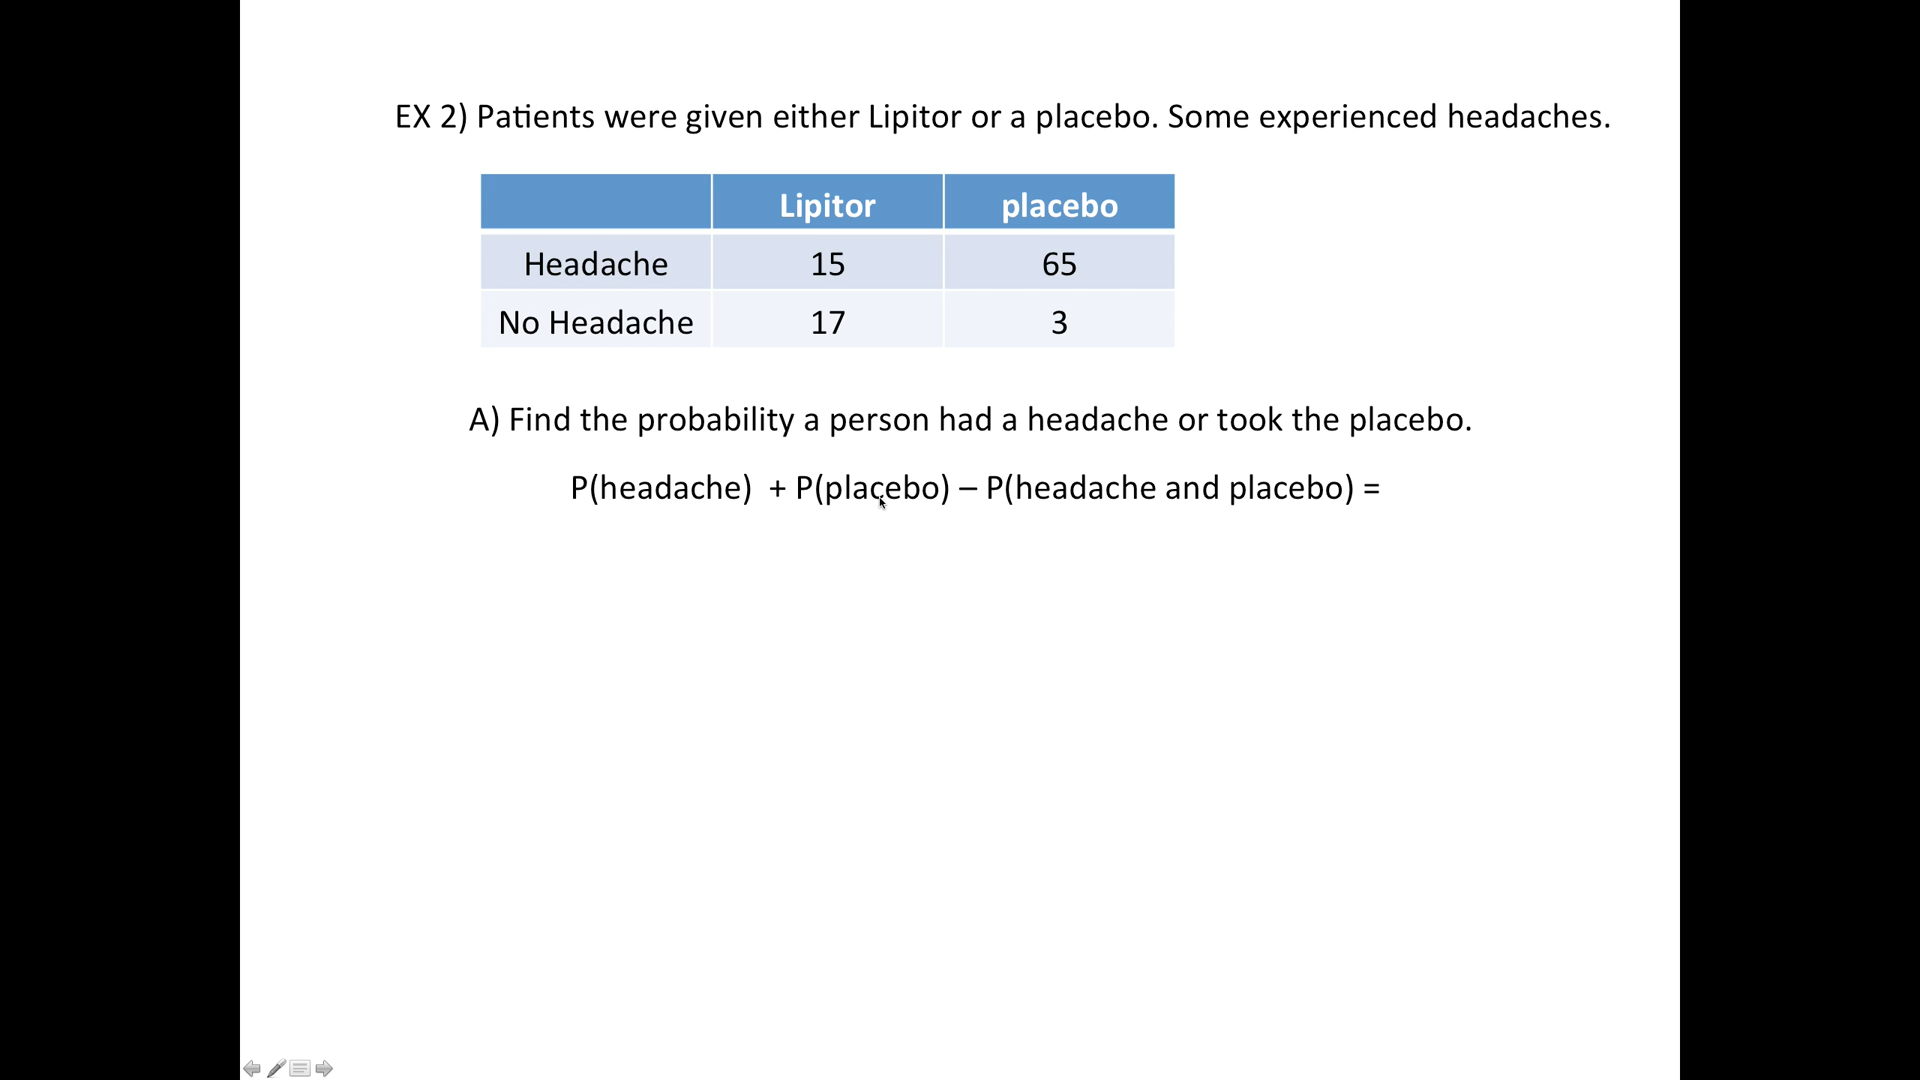 EX 2) Patients were given either Lipitor or a placebo. Some experienced headaches.
Lipitor placebo
Headache 15 65
No Headache 17 3
A) Find the probability a person had a headache or took the placebo.
P(headache) + P(placebo) – P(headache and placebo) =